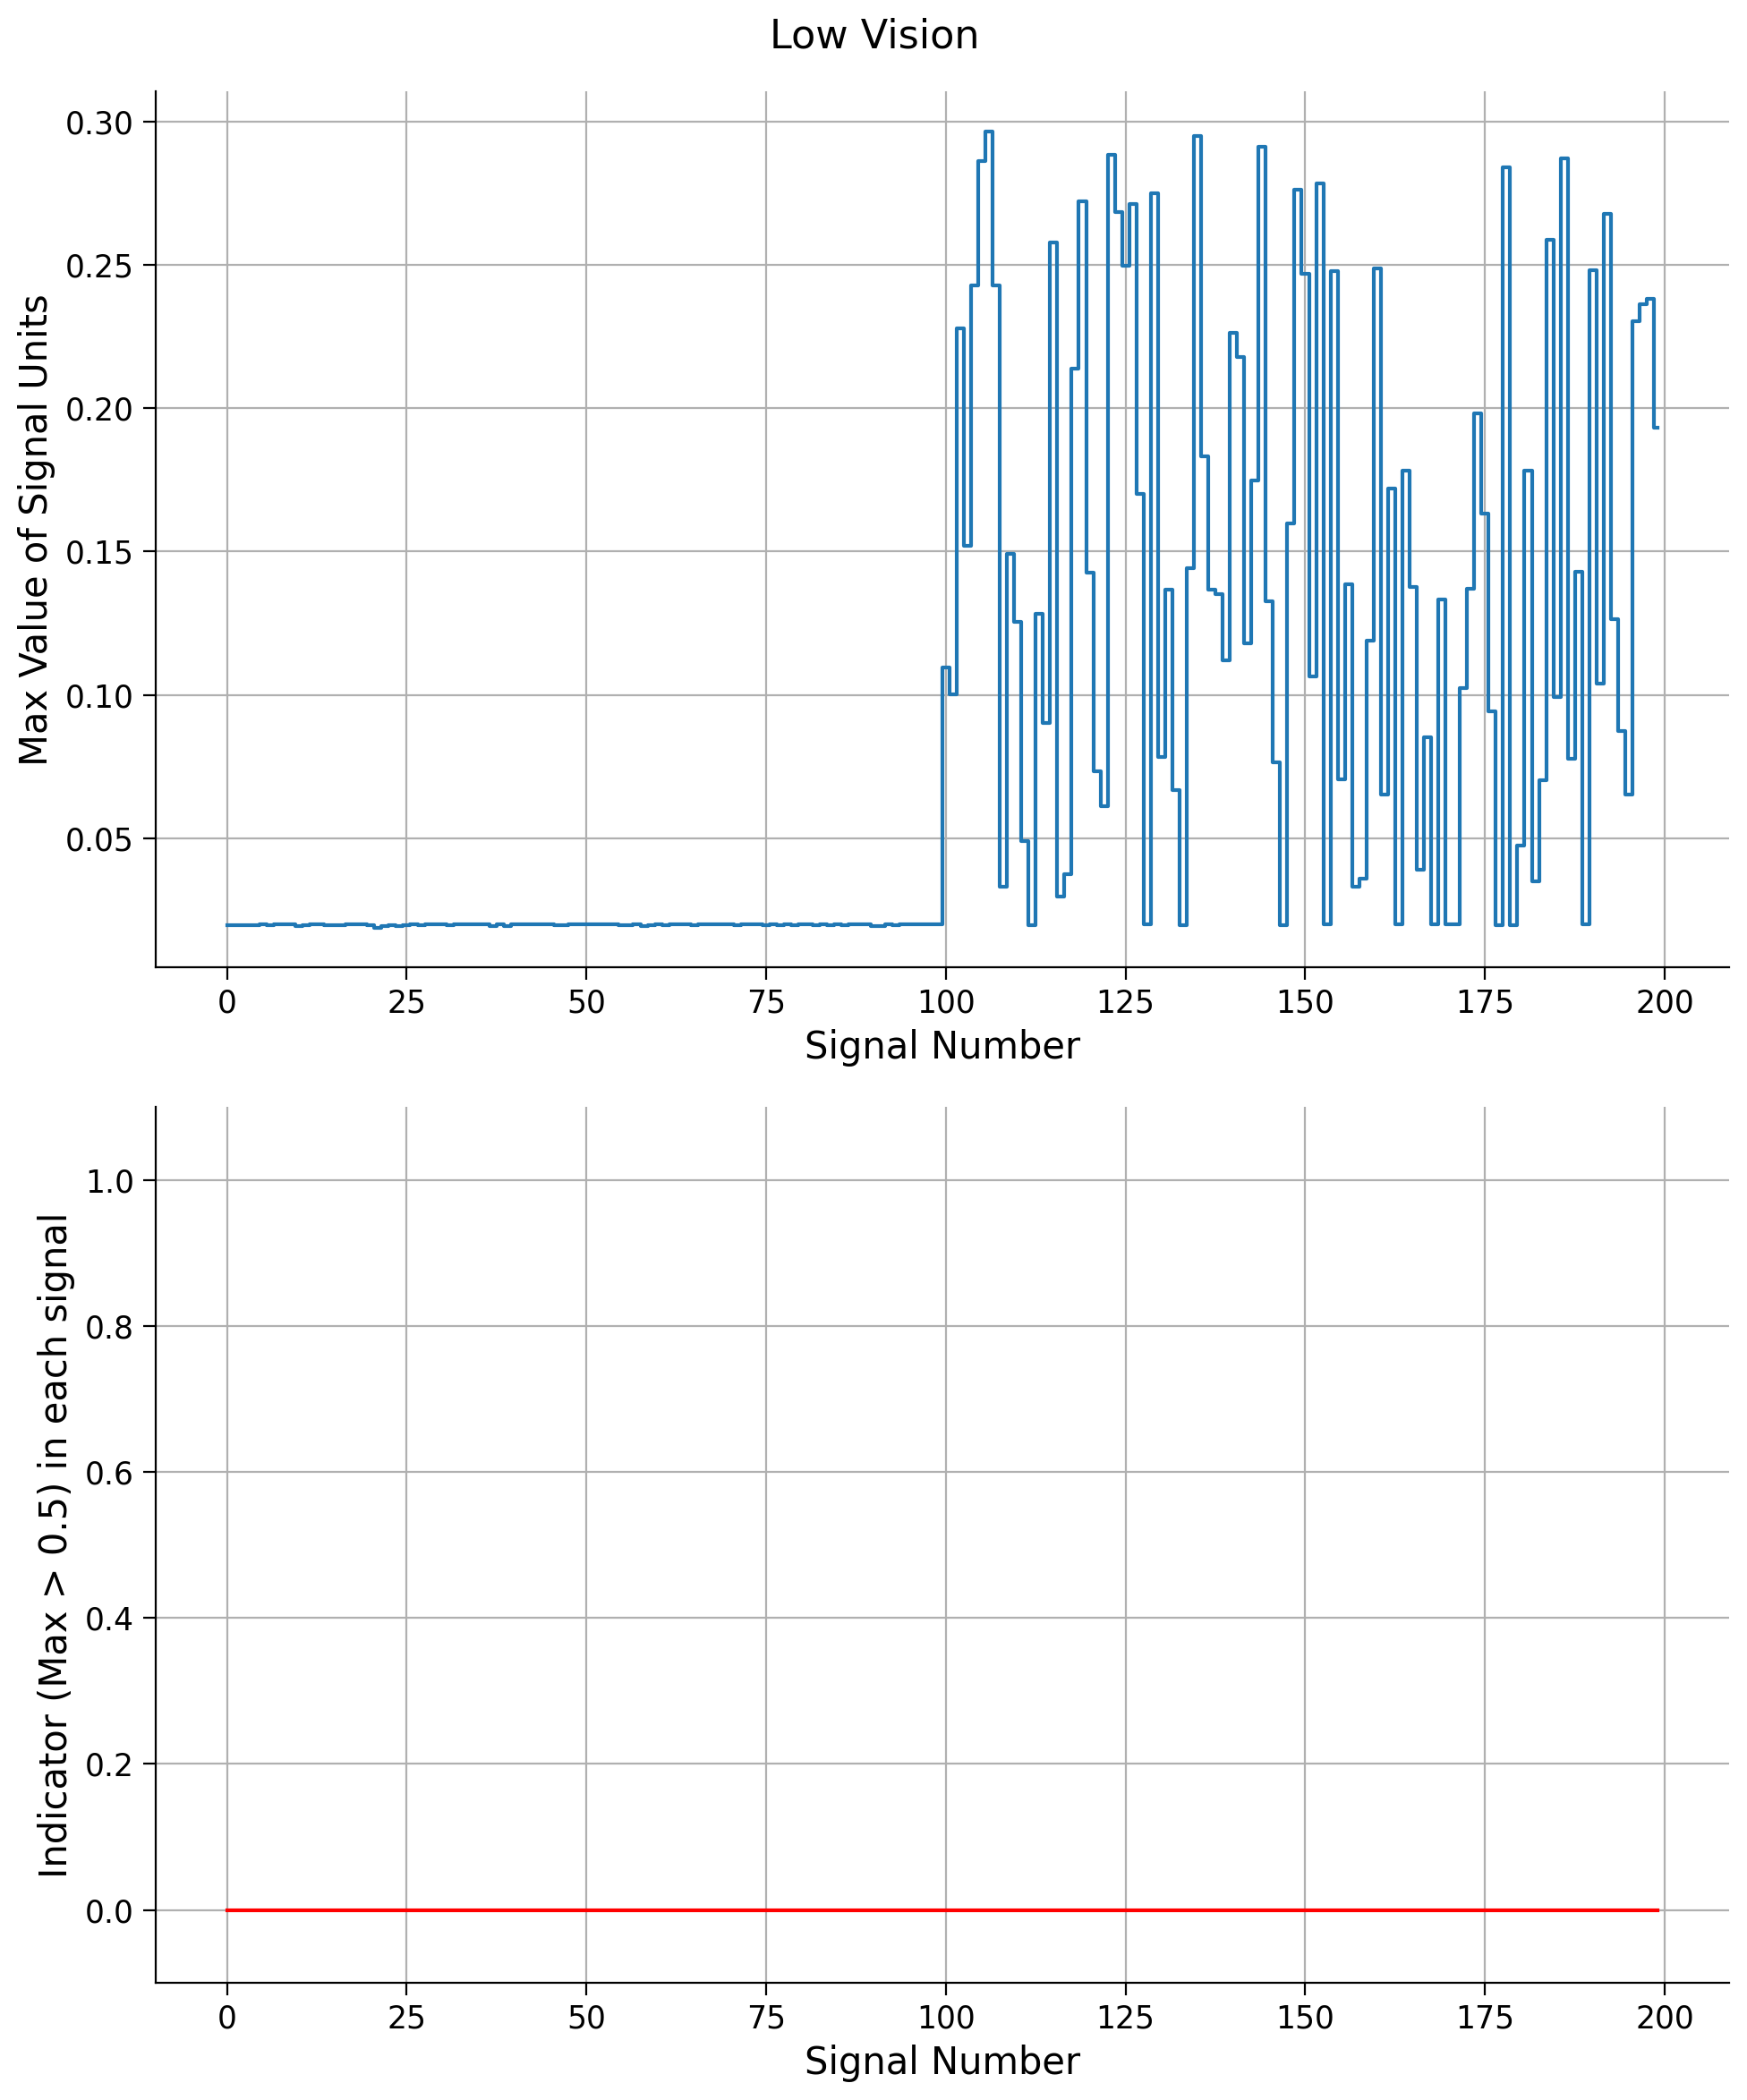 Low Vision
Max Value of Signal Units
0.30
0.25
0.20
0.15
0.10
0.05
0 25 50 75 100 125 150 175 200
Signal Number
Indicator (Max > 0.5) in each signal
1.0
0.8
0.6
0.4
0.2
0.0
0 25 50 75 100 125 150 175 200
Signal Number